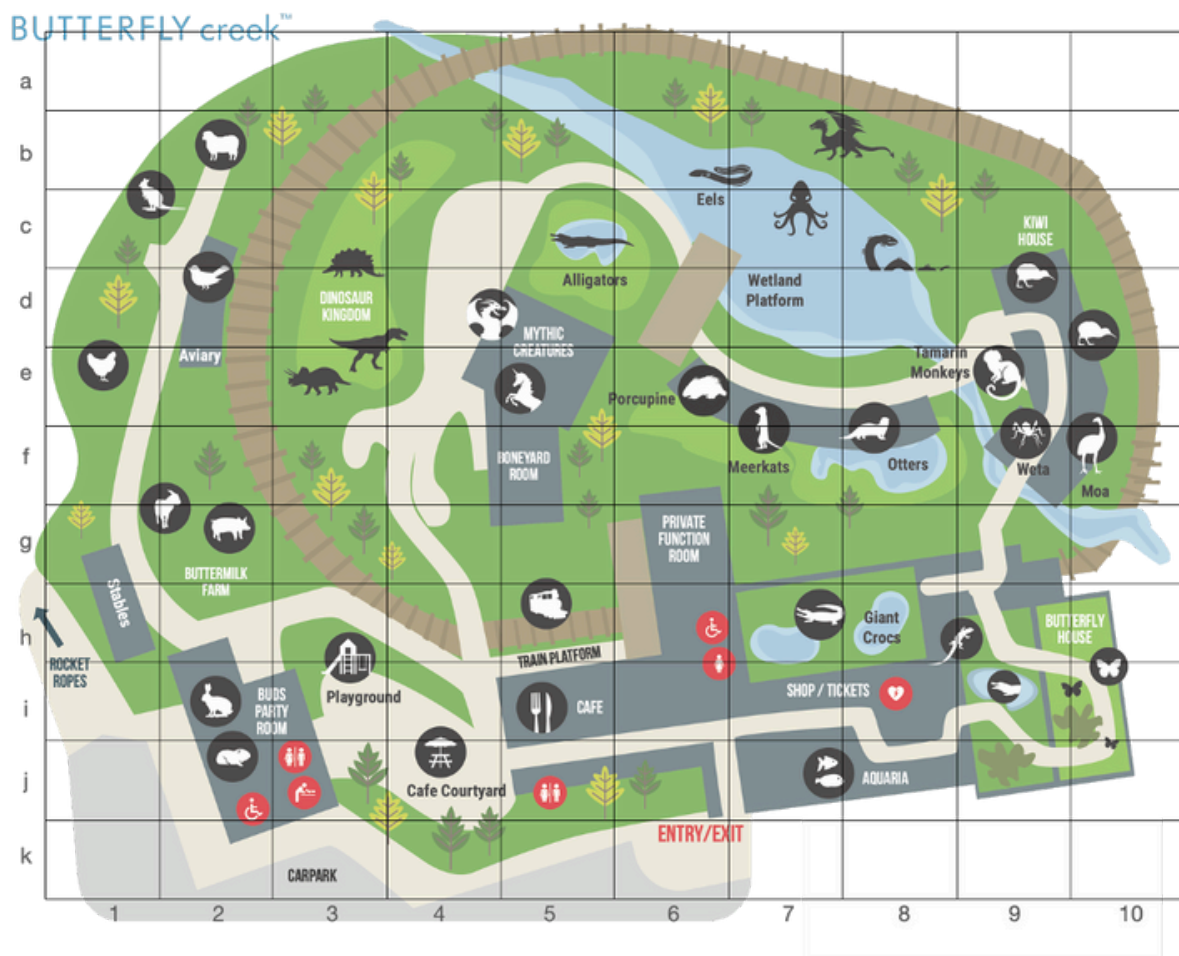 BUTTERFLY creek™
a
b
c
d
e
f
g
h
i
j
k
Eels
KIWI
HOUSE
Alligators
Wetland
Platform
DINOSAUR
KINGDOM
MYTHIC
CREATURES
Aviary
Tamarin
Monkeys
Porcupine
Meerkats
Otters
Weta
Moa
BONEYARD
ROOM
PRIVATE
FUNCTION
ROOM
BUTTERMILK
FARM
Stables
Giant
Crocs
BUTTERFLY
HOUSE
ROCKET
ROPES
TRAIN PLATFORM
Playground
BUDS
PARTY
ROOM
CAFE
SHOP / TICKETS
Cafe Courtyard
AQUARIA
ENTRY/EXIT
CARPARK
1 2 3 4 5 6 7 8 9 10